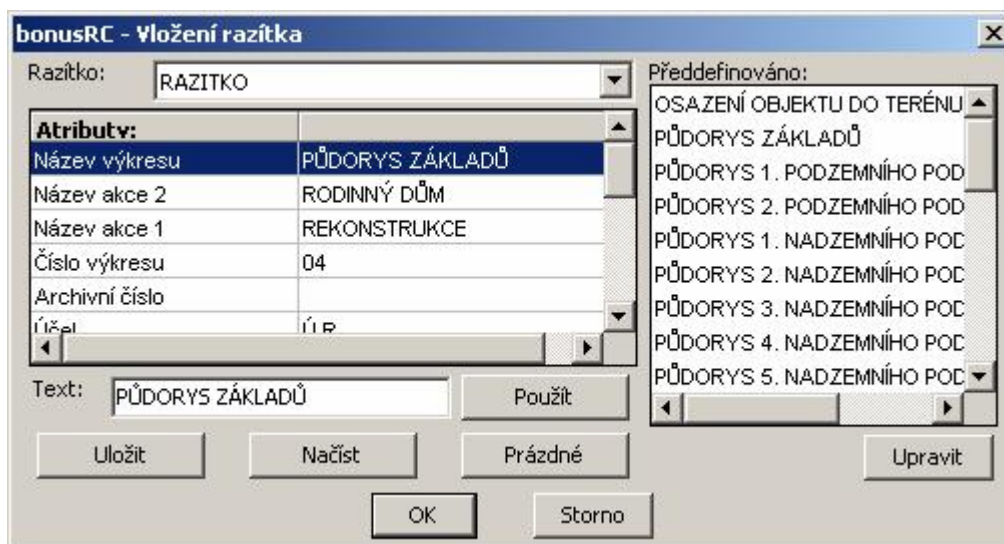 bonusRC - Vložení razítka
Razítko:
RAZITKO
Atributy:
Název výkresu PŮDORYS ZÁKLADŮ
Název akce 2 RODINNÝ DŮM
Název akce 1 REKONSTRUKCE
Číslo výkresu 04
Archivní číslo
Účel Ú.R.
Text:
PŮDORYS ZÁKLADŮ
Použít
Uložit
Načíst
Prázdné
Předdefinováno:
OSAZENÍ OBJEKTU DO TERÉNU
PŮDORYS ZÁKLADŮ
PŮDORYS 1. PODZEMNÍHO POD
PŮDORYS 2. PODZEMNÍHO POD
PŮDORYS 1. NADZEMNÍHO POD
PŮDORYS 2. NADZEMNÍHO POD
PŮDORYS 3. NADZEMNÍHO POD
PŮDORYS 4. NADZEMNÍHO POD
PŮDORYS 5. NADZEMNÍHO POD
Upravit
OK
Storno